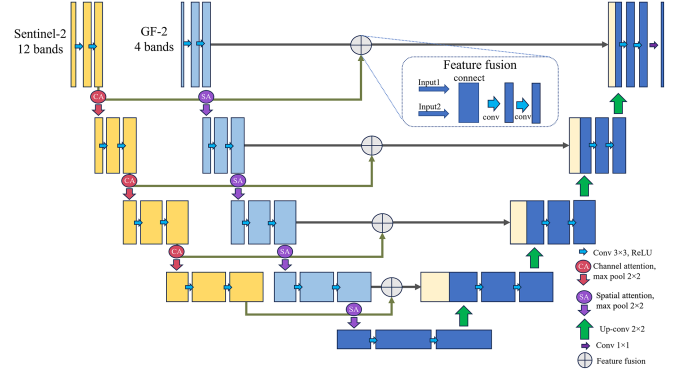 Sentinel-2
12 bands
GF-2
4 bands
Feature fusion
Input1
connect
Input2
conv
conv
CA
SA
CA
SA
CA
SA
SA
Conv 3×3, ReLU
CA
Channel attention,
max pool 2×2
SA
Spatial attention,
max pool 2×2
Up-conv 2×2
Conv 1×1
Feature fusion